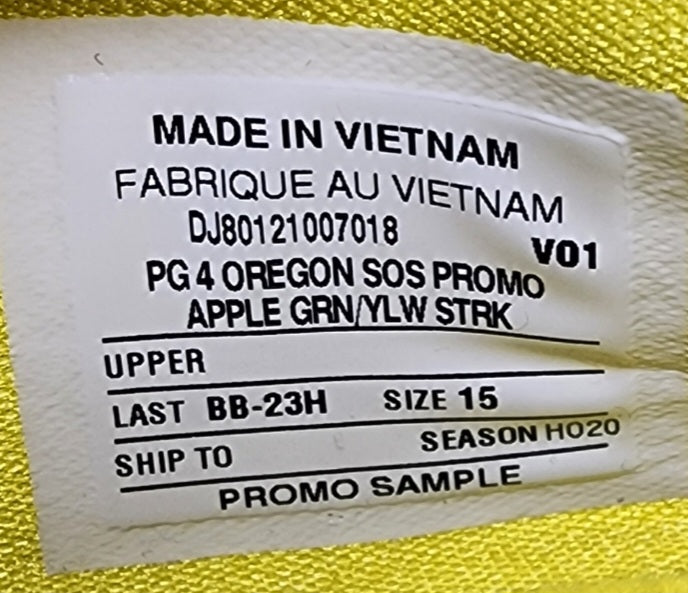 MADE IN VIETNAM
FABRIQUE AU VIETNAM
DJ80121007018
V01
PG 4 OREGON SOS PROMO
APPLE GRN/YLW STRK
UPPER
LAST BB-23H SIZE 15
SHIP TO SEASON HO20
PROMO SAMPLE